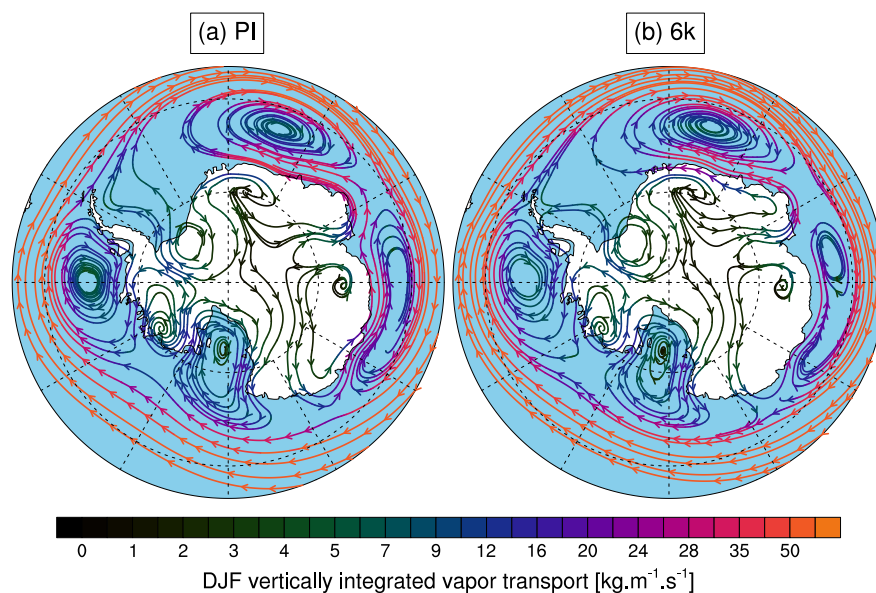 (a) PI
(b) 6k
0 1 2 3 4 5 7 9 12 16 20 24 28 35 50
DJF vertically integrated vapor transport [kg.m⁻¹.s⁻¹]